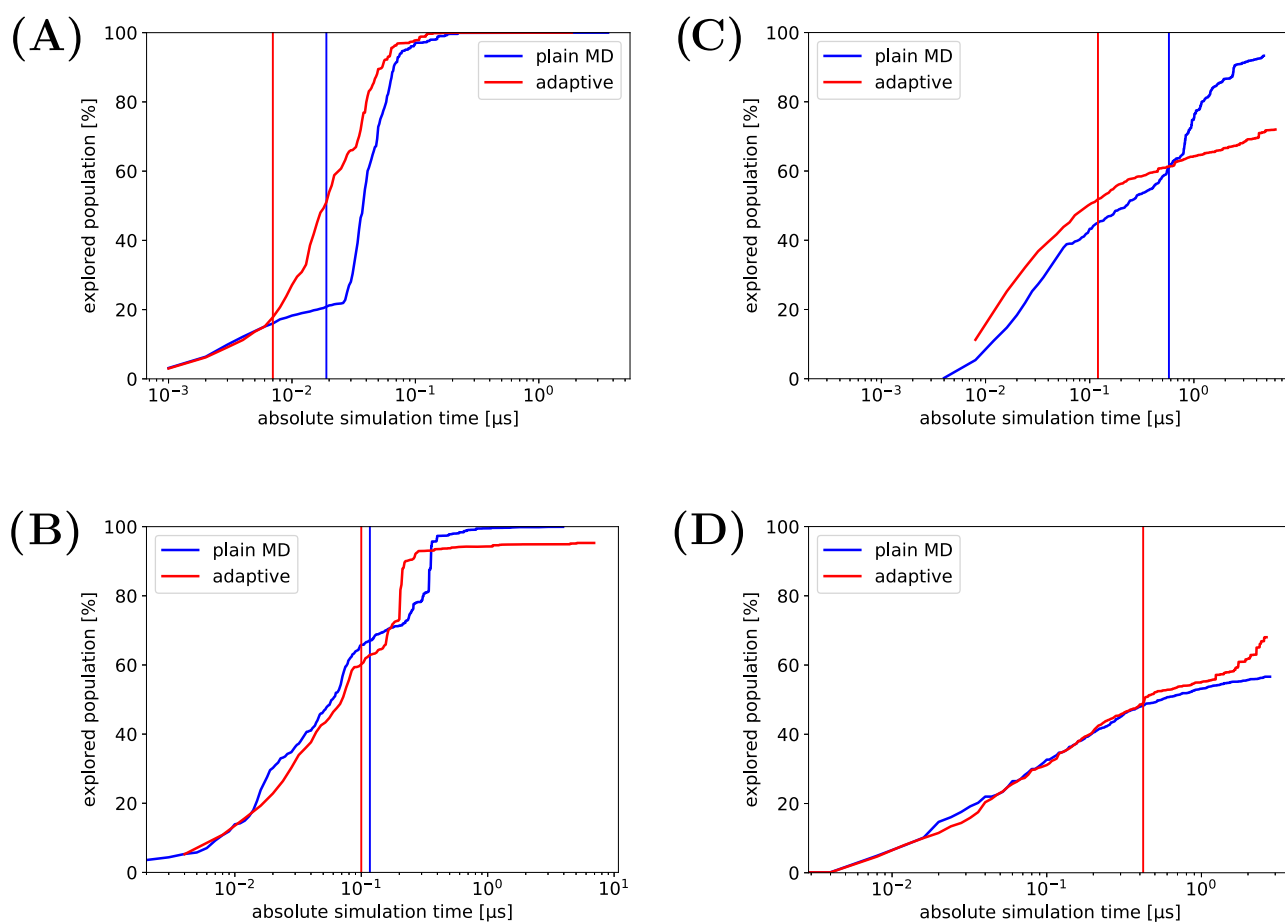 (A)
100
80
60
40
20
0
explored population [%]
plain MD
adaptive
10⁻³
10⁻²
10⁻¹
10⁰
absolute simulation time [µs]
(C)
100
80
60
40
20
0
explored population [%]
plain MD
adaptive
10⁻³
10⁻²
10⁻¹
10⁰
absolute simulation time [µs]
(B)
100
80
60
40
20
0
explored population [%]
plain MD
adaptive
10⁻²
10⁻¹
10⁰
10¹
absolute simulation time [µs]
(D)
100
80
60
40
20
0
explored population [%]
plain MD
adaptive
10⁻²
10⁻¹
10⁰
absolute simulation time [µs]